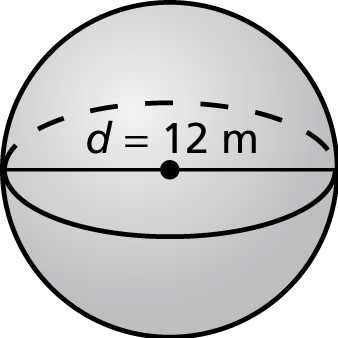 d = 12 m